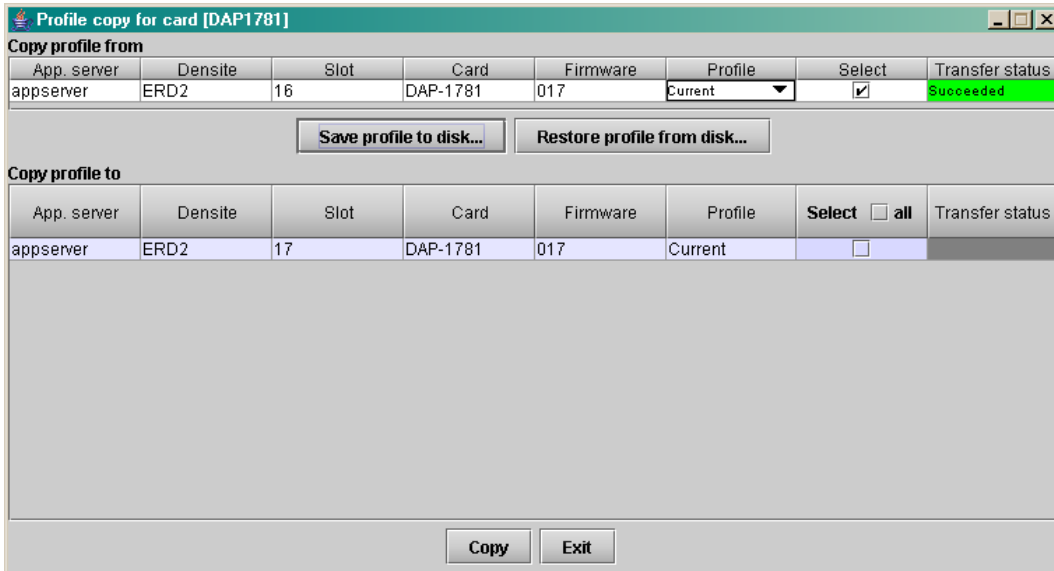 Profile copy for card [DAP1781]
Copy profile from
App. server Densite Slot Card Firmware Profile Select Transfer status
appserver ERD2 16 DAP-1781 017 Current Succeeded
Save profile to disk... Restore profile from disk...
Copy profile to
App. server Densite Slot Card Firmware Profile Select all Transfer status
appserver ERD2 17 DAP-1781 017 Current
Copy Exit